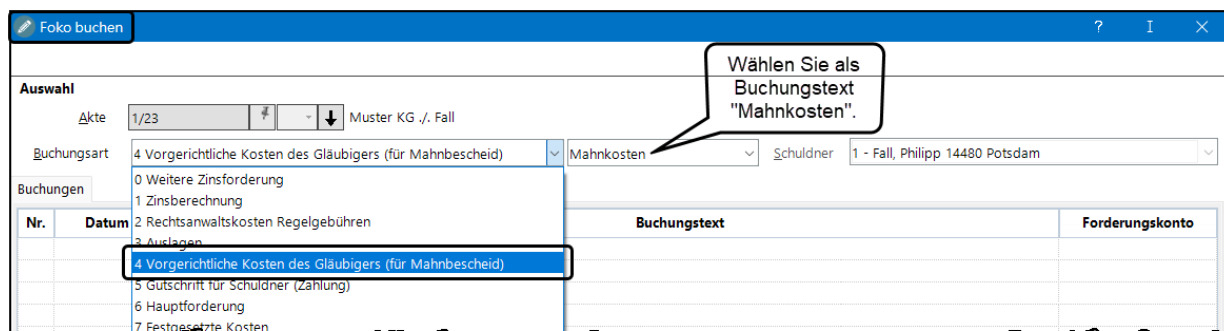 Foko buchen
Wählen Sie als
Buchungstext
"Mahnkosten".
Auswahl
Akte 1/23 Muster KG ./. Fall
Buchungsart 4 Vorgerichtliche Kosten des Gläubigers (für Mahnbescheid) Mahnkosten Schuldner 1 - Fall, Philipp 14480 Potsdam
0 Weitere Zinsforderung
Buchungen
1 Zinsberechnung
Nr. Datum 2 Rechtsanwaltskosten Regelgebühren Buchungstext Forderungskonto
3 Auslagen
4 Vorgerichtliche Kosten des Gläubigers (für Mahnbescheid)
5 Gutschrift für Schuldner (Zahlung)
6 Hauptforderung
7 Festgesetzte Kosten